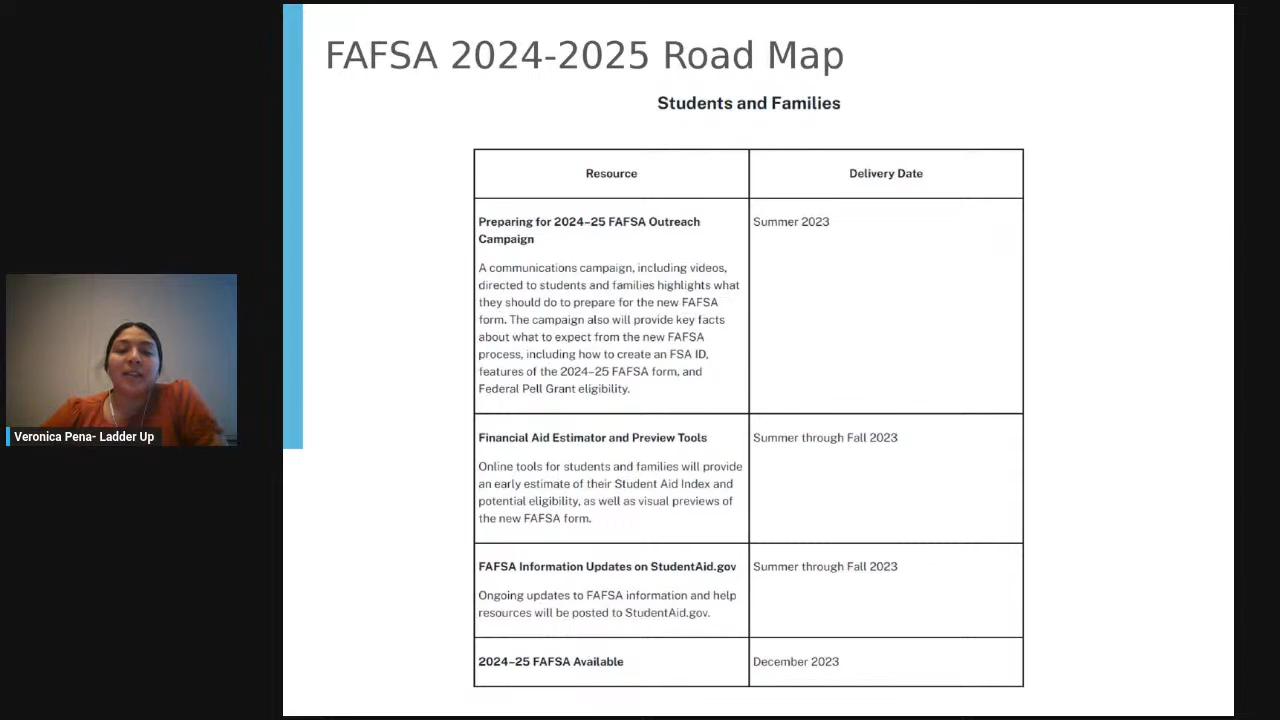 FAFSA 2024-2025 Road Map
Students and Families
Resource
Delivery Date
Preparing for 2024–25 FAFSA Outreach
Campaign
A communications campaign, including videos,
directed to students and families highlights what
they should do to prepare for the new FAFSA
form. The campaign also will provide key facts
about what to expect from the new FAFSA
process, including how to create an FSA ID,
features of the 2024–25 FAFSA form, and
Federal Pell Grant eligibility.
Summer 2023
Financial Aid Estimator and Preview Tools
Online tools for students and families will provide
an early estimate of their Student Aid Index and
potential eligibility, as well as visual previews of
the new FAFSA form.
Summer through Fall 2023
FAFSA Information Updates on StudentAid.gov
Ongoing updates to FAFSA information and help
resources will be posted to StudentAid.gov.
Summer through Fall 2023
2024–25 FAFSA Available
December 2023
Veronica Pena- Ladder Up